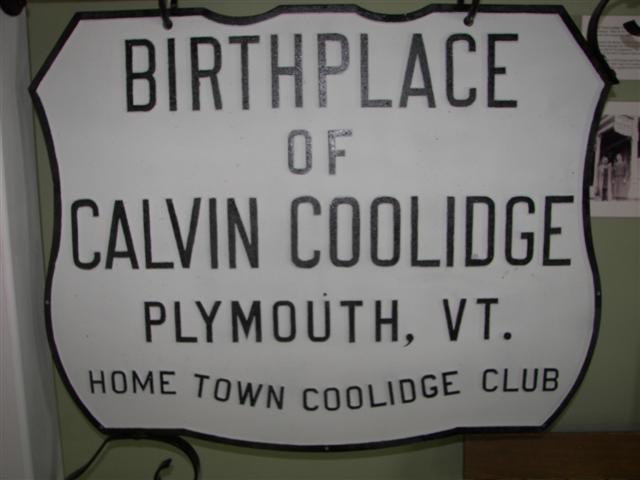 BIRTHPLACE
OF
CALVIN COOLIDGE
PLYMOUTH, VT.
HOME TOWN COOLIDGE CLUB